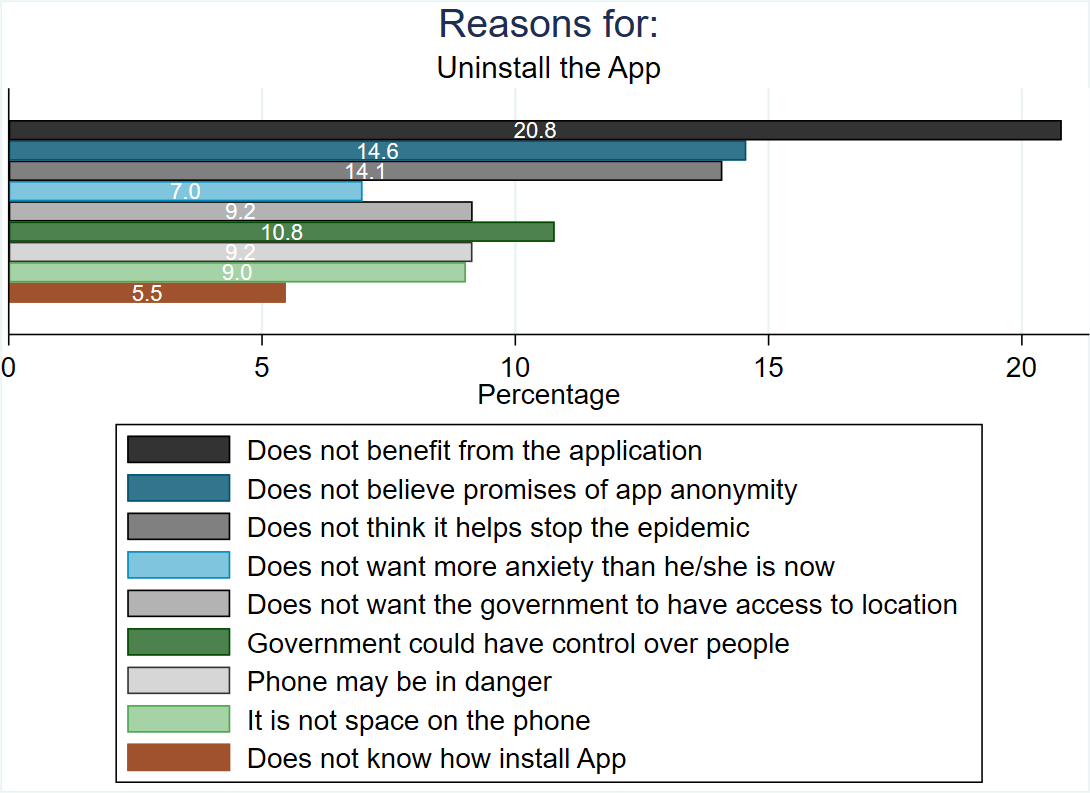 Reasons for:
Uninstall the App
20.8
14.6
14.1
7.0
9.2
10.8
9.2
9.0
5.5
0 5 10 15 20
Percentage
Does not benefit from the application
Does not believe promises of app anonymity
Does not think it helps stop the epidemic
Does not want more anxiety than he/she is now
Does not want the government to have access to location
Government could have control over people
Phone may be in danger
It is not space on the phone
Does not know how install App